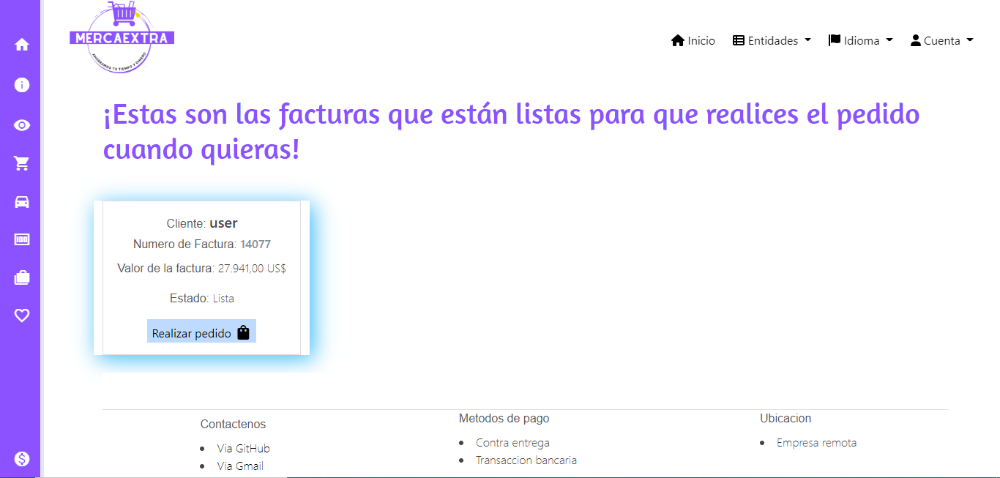 MERCAEXTRA
AHORRAMOS TU TIEMPO Y DINERO
Inicio
Entidades
Idioma
Cuenta
¡Estas son las facturas que están listas para que realices el pedido
cuando quieras!
Cliente: user
Numero de Factura: 14077
Valor de la factura: 27.941,00 US$
Estado: Lista
Realizar pedido
Contactenos
Via GitHub
Via Gmail
Metodos de pago
Contra entrega
Transaccion bancaria
Ubicacion
Empresa remota